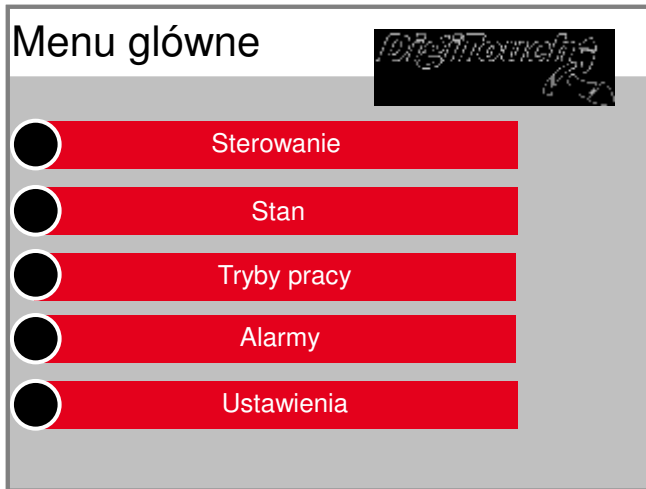 Menu glówne
DigiTouch
Sterowanie
Stan
Tryby pracy
Alarmy
Ustawienia